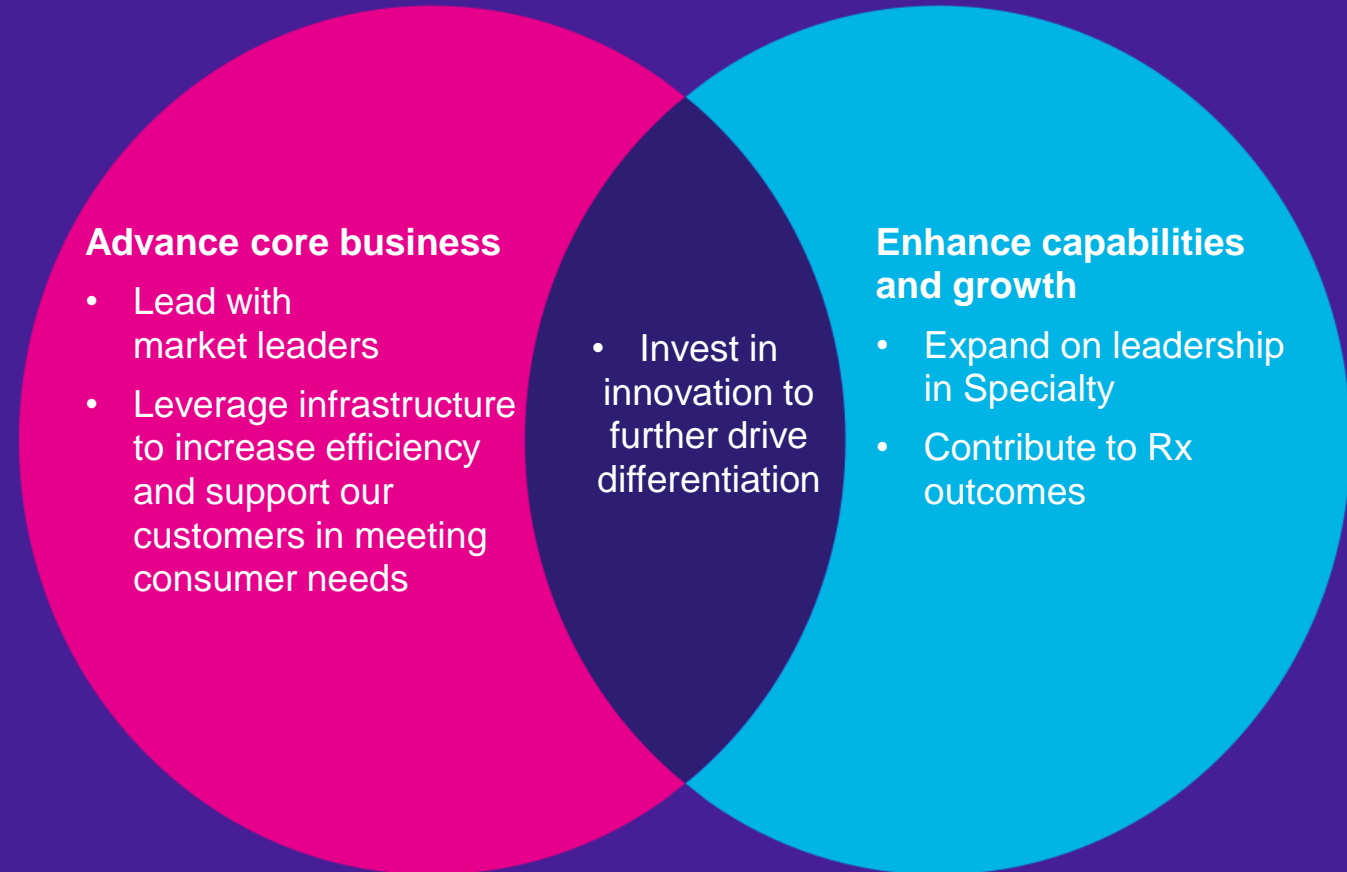 Advance core business
• Lead with
market leaders
• Leverage infrastructure
to increase efficiency
and support our
customers in meeting
consumer needs
• Invest in
innovation to
further drive
differentiation
Enhance capabilities
and growth
• Expand on leadership
in Specialty
• Contribute to Rx
outcomes